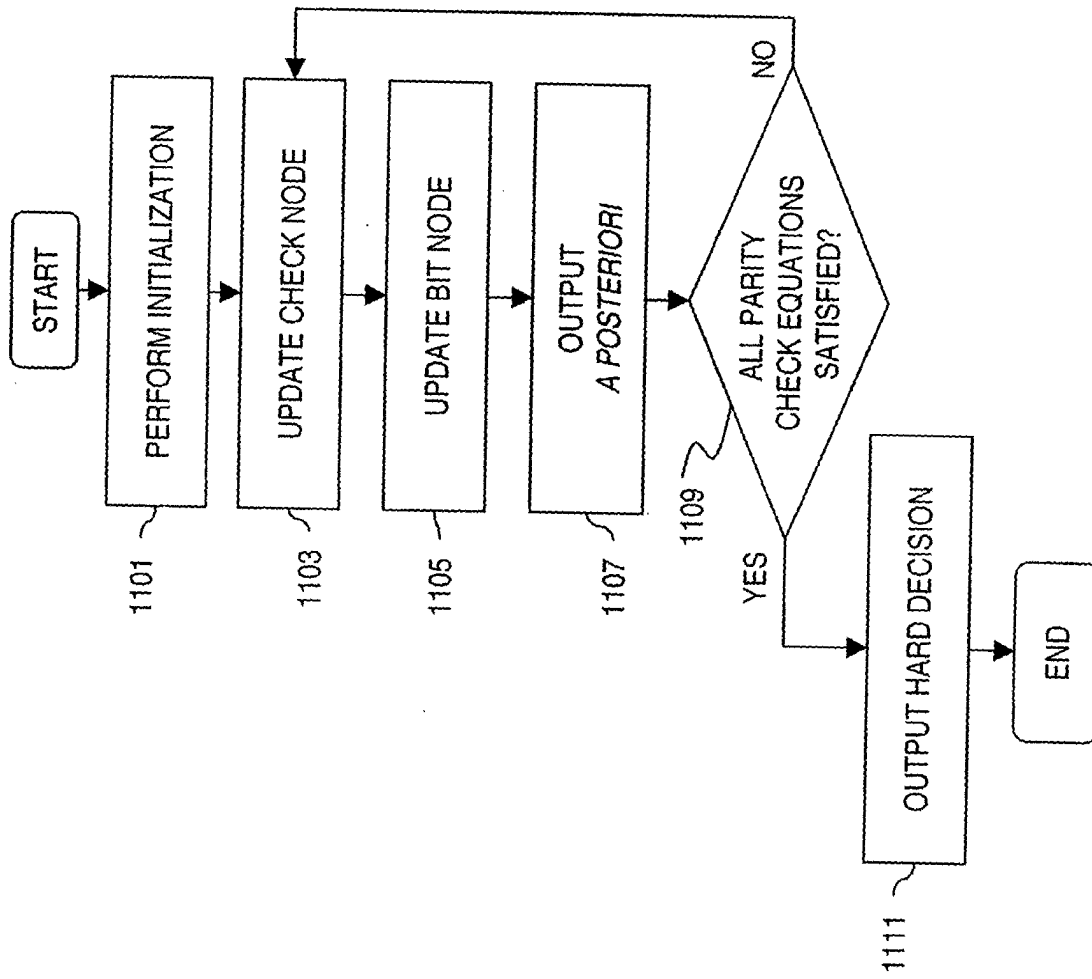 START
PERFORM INITIALIZATION
1101
UPDATE CHECK NODE
1103
UPDATE BIT NODE
1105
OUTPUT
A POSTERIORI
1107
ALL PARITY
CHECK EQUATIONS
SATISFIED?
1109
NO
YES
OUTPUT HARD DECISION
1111
END